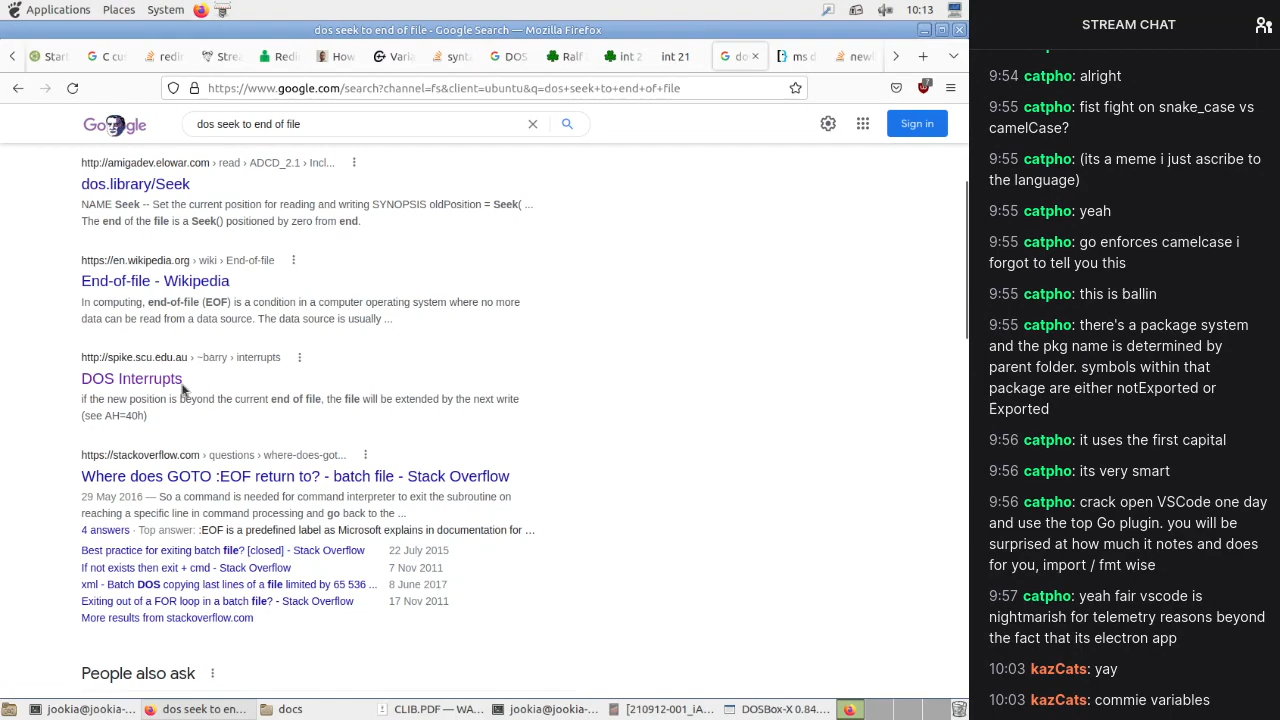 Applications Places System 10:13
dos seek to end of file - Google Search — Mozilla Firefox
Start C cu redir Strea Redi How Varia synta DOS Ralf int 2 int 21 do ms d newl
https://www.google.com/search?channel=fs&client=ubuntu&q=dos+seek+to+end+of+file 7
Google dos seek to end of file Sign in
http://amigadev.elowar.com › read › ADCD_2.1 › Incl...
dos.library/Seek
NAME Seek -- Set the current position for reading and writing SYNOPSIS oldPosition = Seek( ...
The end of the file is a Seek() positioned by zero from end.
https://en.wikipedia.org › wiki › End-of-file
End-of-file - Wikipedia
In computing, end-of-file (EOF) is a condition in a computer operating system where no more
data can be read from a data source. The data source is usually ...
http://spike.scu.edu.au › ~barry › interrupts
DOS Interrupts
if the new position is beyond the current end of file, the file will be extended by the next write
(see AH=40h)
https://stackoverflow.com › questions › where-does-got...
Where does GOTO :EOF return to? - batch file - Stack Overflow
29 May 2016 — So a command is needed for command interpreter to exit the subroutine on
reaching a specific line in command processing and go back to the ...
4 answers · Top answer: :EOF is a predefined label as Microsoft explains in documentation for ...
Best practice for exiting batch file? [closed] - Stack Overflow 22 July 2015
If not exists then exit + cmd - Stack Overflow 7 Nov 2011
xml - Batch DOS copying last lines of a file limited by 65 536 ... 8 June 2017
Exiting out of a FOR loop in a batch file? - Stack Overflow 17 Nov 2011
More results from stackoverflow.com
People also ask
jookia@jookia-... dos seek to en... docs CLIB.PDF — WA... jookia@jookia-... [210912-001_iA... DOSBox-X 0.84....
STREAM CHAT
9:54 catpho: alright
9:55 catpho: fist fight on snake_case vs
camelCase?
9:55 catpho: (its a meme i just ascribe to
the language)
9:55 catpho: yeah
9:55 catpho: go enforces camelcase i
forgot to tell you this
9:55 catpho: this is ballin
9:55 catpho: there's a package system
and the pkg name is determined by
parent folder. symbols within that
package are either notExported or
Exported
9:56 catpho: it uses the first capital
9:56 catpho: its very smart
9:56 catpho: crack open VSCode one day
and use the top Go plugin. you will be
surprised at how much it notes and does
for you, import / fmt wise
9:57 catpho: yeah fair vscode is
nightmarish for telemetry reasons beyond
the fact that its electron app
10:03 kazCats: yay
10:03 kazCats: commie variables